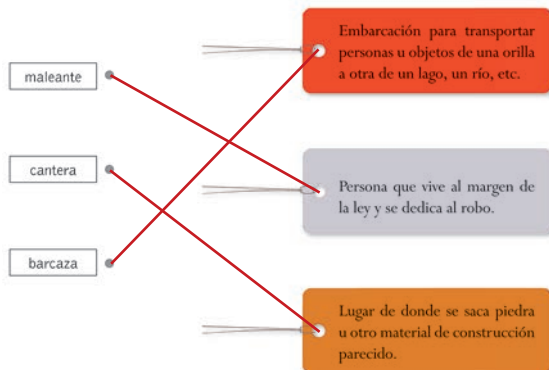 maleante
cantera
barcaza
Embarcación para transportar
personas u objetos de una orilla
a otra de un lago, un río, etc.
Persona que vive al margen de
la ley y se dedica al robo.
Lugar de donde se saca piedra
u otro material de construcción
parecido.